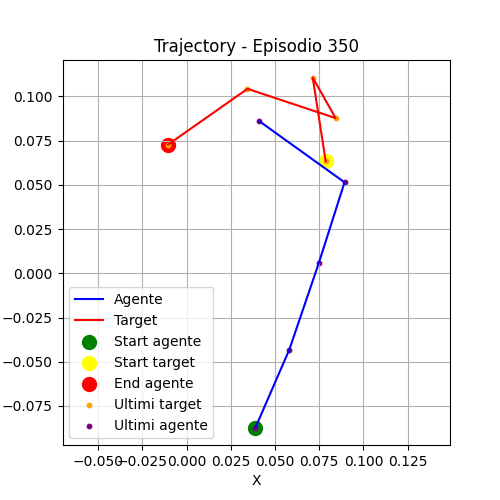 Trajectory - Episodio 350
0.100
0.075
0.050
0.025
0.000
−0.025
−0.050
−0.075
Agente
Target
Start agente
Start target
End agente
Ultimi target
Ultimi agente
−0.050 −0.025 0.000 0.025 0.050 0.075 0.100 0.125
X